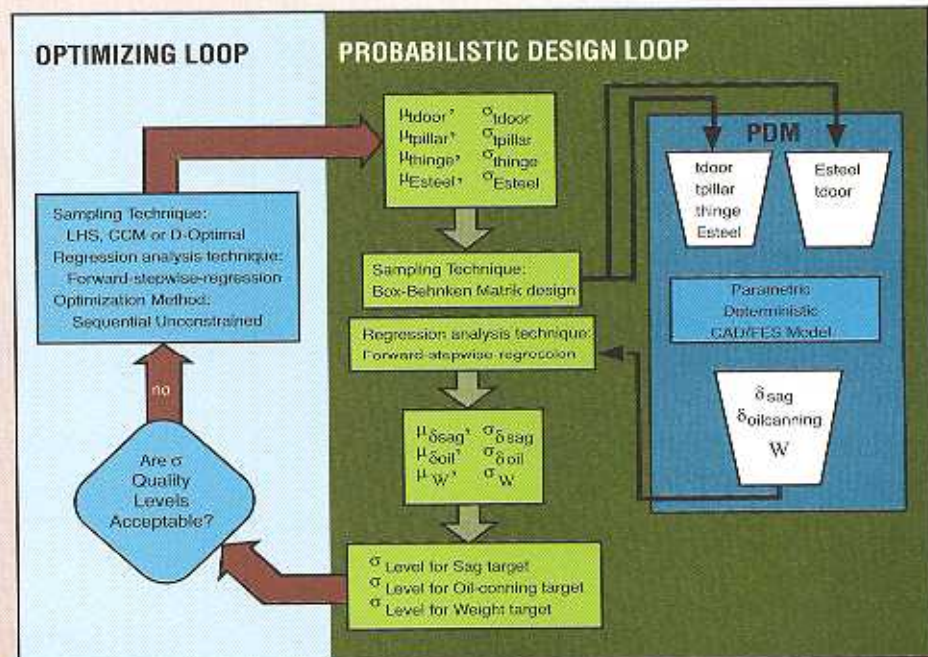 OPTIMIZING LOOP
PROBABILISTIC DESIGN LOOP
μtdoor, σtdoor
μtpillar, σtpillar
μthinge, σthinge
μEsteel, σEsteel
PDM
tdoor
tpillar
thinge
Esteel
Esteel
tdoor
Sampling Technique:
LHS, CCM or D-Optimal
Regression analysis technique:
Forward-stepwise-regression
Optimization Method:
Sequential Unconstrained
Sampling Technique:
Box-Behnken Matrik design
Parametric
Deterministic
CAD/FES Model
Regression analysis technique:
Forward-stepwise-regression
δsag
δoilcanning
W
no
μδsag, σδsag
μδoil, σδoil
μW, σW
Are σ
Quality
Levels
Acceptable?
σ Level for Sag target
σ Level for Oil-conning target
σ Level for Weight target